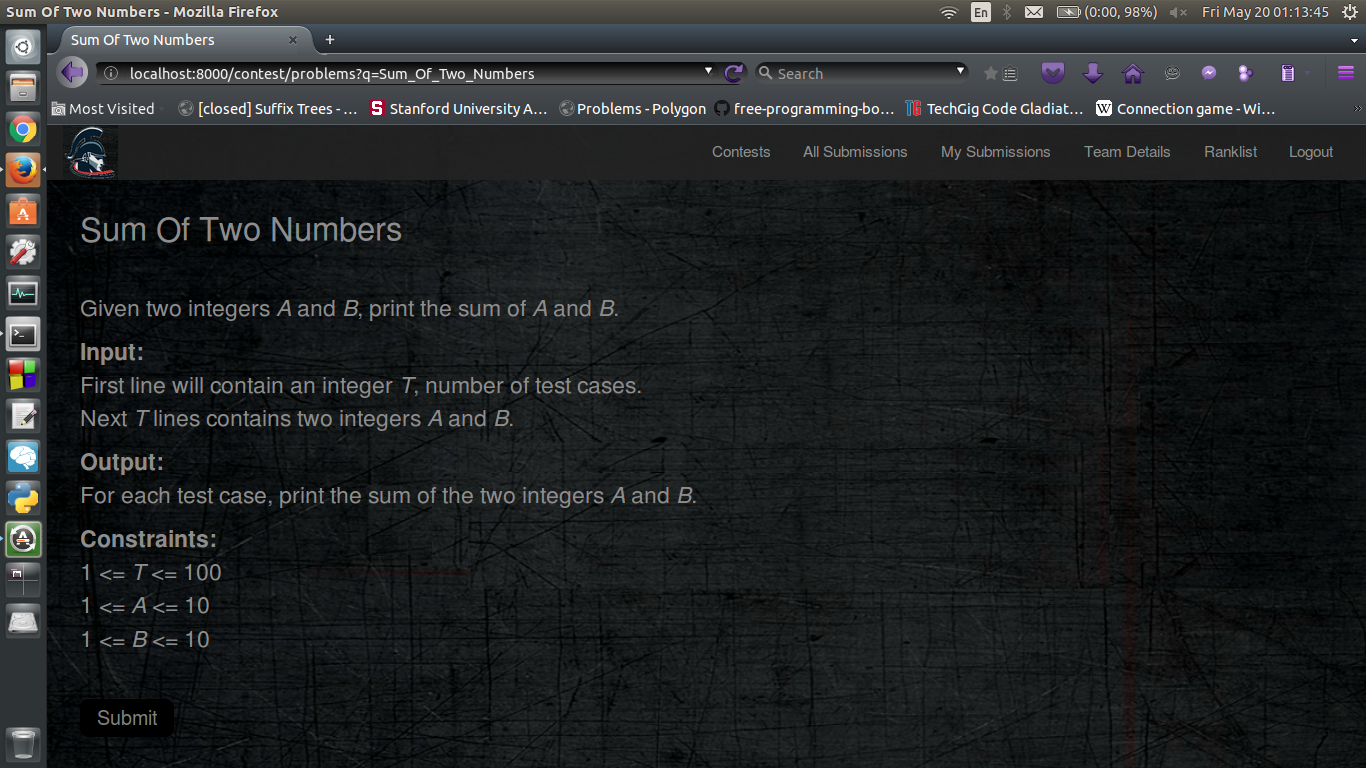 Sum Of Two Numbers - Mozilla Firefox
En
(0:00, 98%)
Fri May 20 01:13:45
Sum Of Two Numbers
localhost:8000/contest/problems?q=Sum_Of_Two_Numbers
Search
Most Visited
[closed] Suffix Trees - ...
S Stanford University A...
Problems - Polygon
free-programming-bo...
TG TechGig Code Gladiat...
W Connection game - Wi...
Contests
All Submissions
My Submissions
Team Details
Ranklist
Logout
Sum Of Two Numbers
Given two integers A and B, print the sum of A and B.
Input:
First line will contain an integer T, number of test cases.
Next T lines contains two integers A and B.
Output:
For each test case, print the sum of the two integers A and B.
Constraints:
1 <= T <= 100
1 <= A <= 10
1 <= B <= 10
Submit